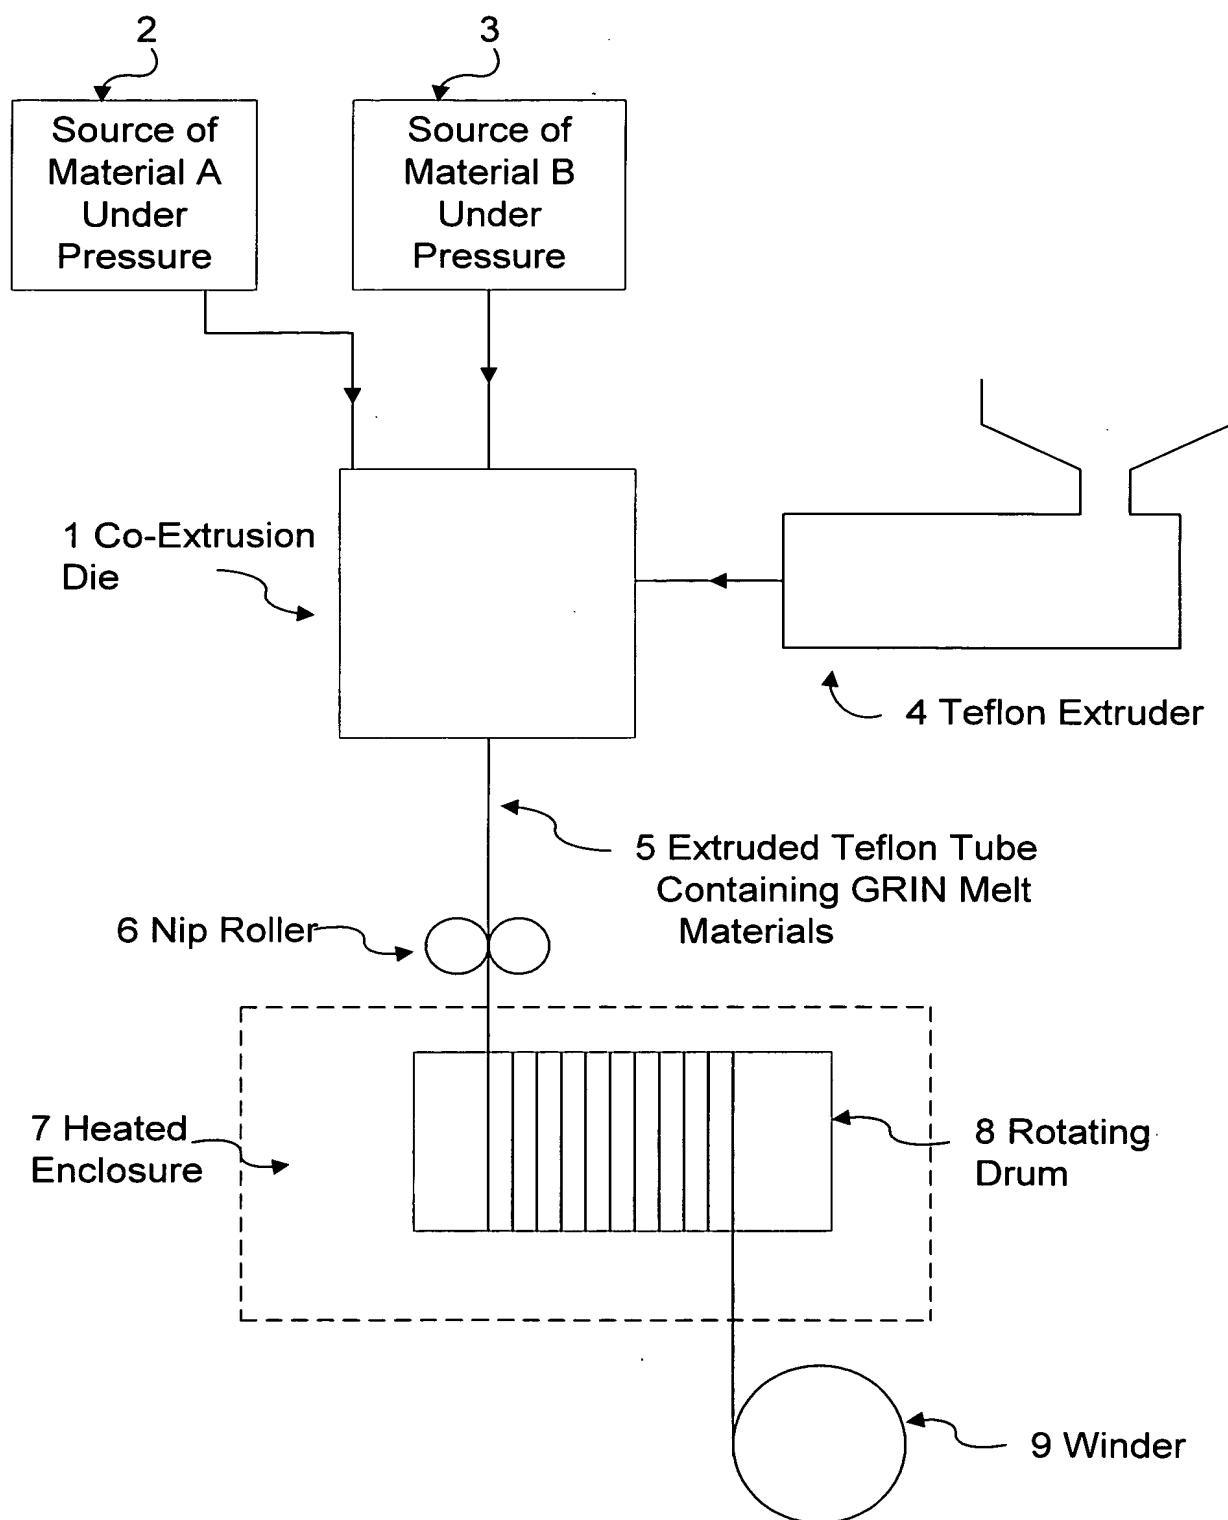 2
3
Source of
Material A
Under
Pressure
Source of
Material B
Under
Pressure
1 Co-Extrusion
Die
4 Teflon Extruder
5 Extruded Teflon Tube
Containing GRIN Melt
Materials
6 Nip Roller
7 Heated
Enclosure
8 Rotating
Drum
9 Winder